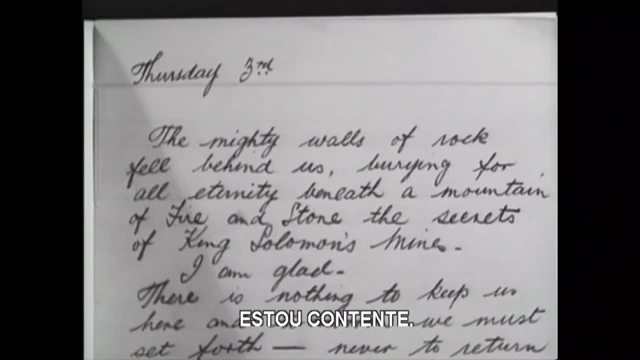 Thursday 3rd
The mighty walls of rock
fell behind us, burying for
all eternity beneath a mountain
of Fire and Stone the secrets
of King Solomon's Mines.
I am glad.
There is nothing to keep us
here and we must
set forth — never to return
ESTOU CONTENTE.